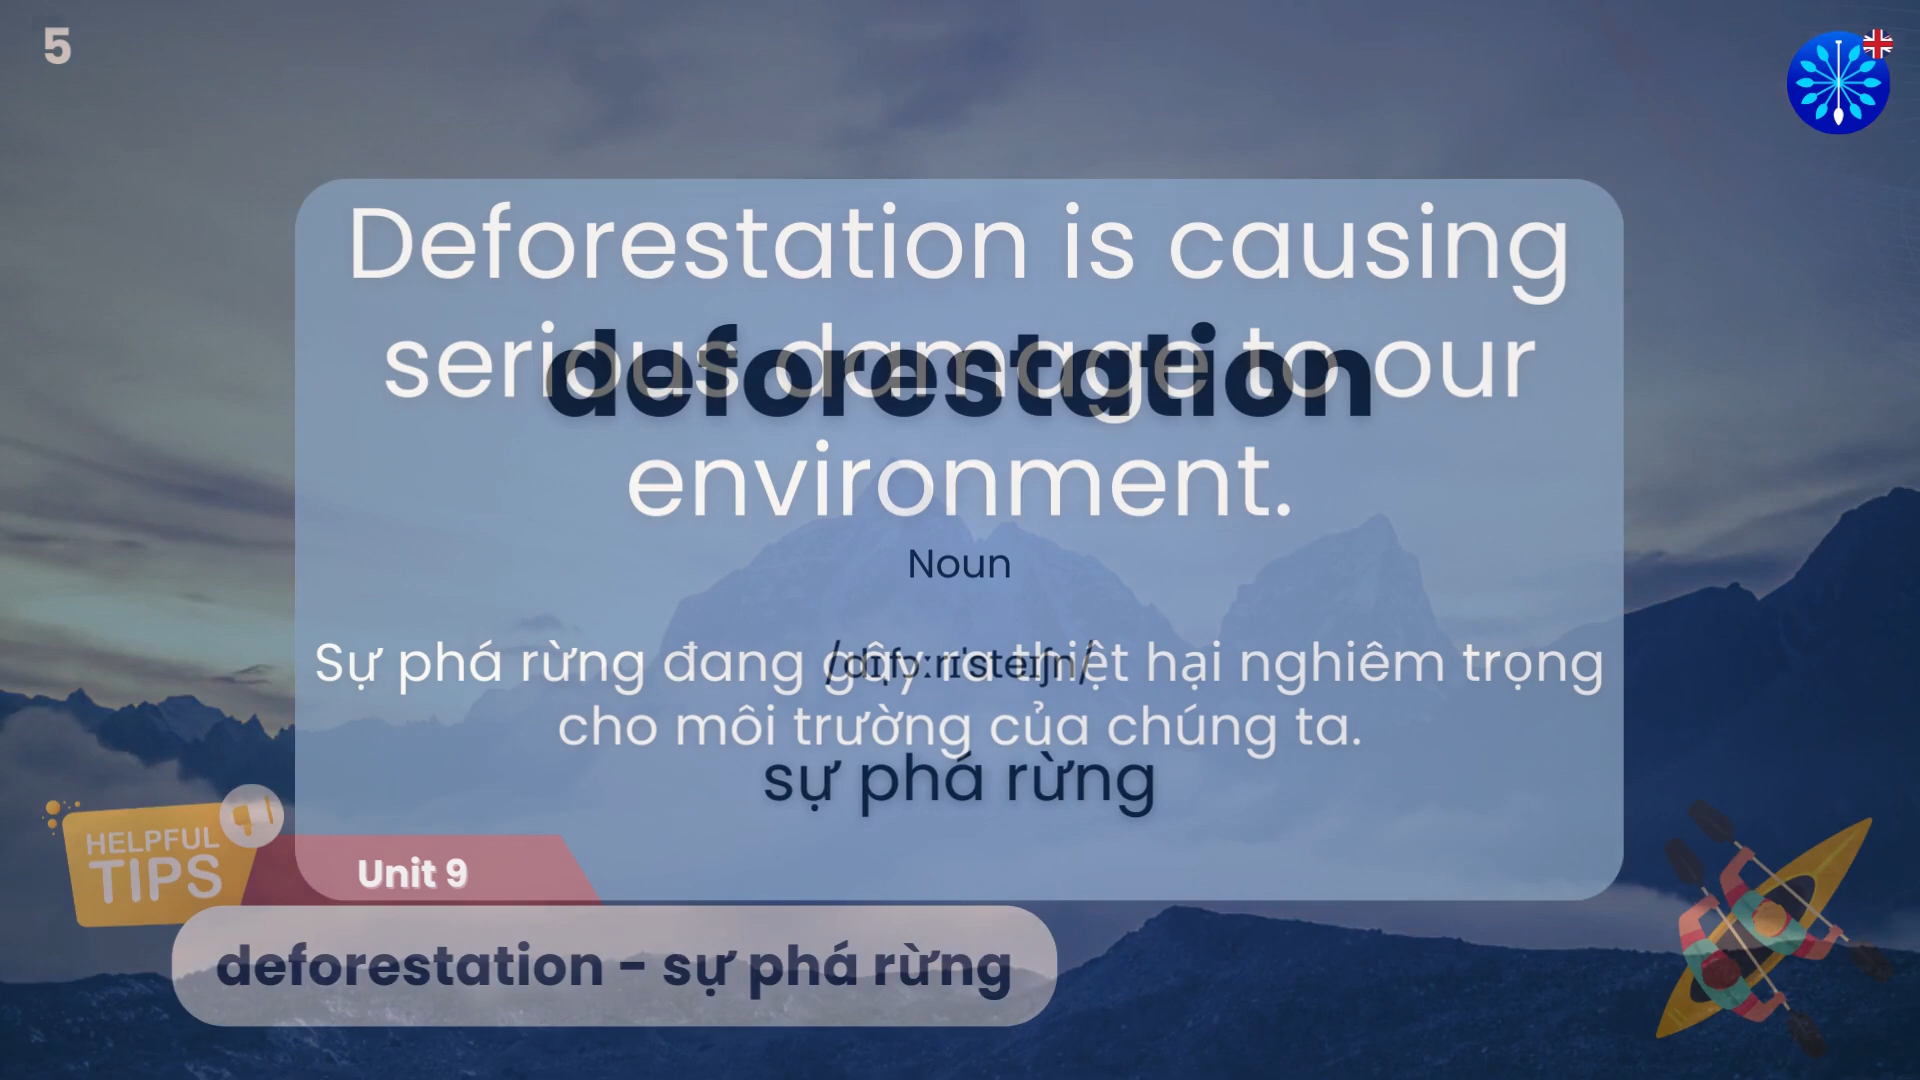 5
Deforestation is causing
serious damage to our
environment.
deforestation
Noun
/dɪˌfɔːrɪˈsteɪʃn/
Sự phá rừng đang gây ra thiệt hại nghiêm trọng
cho môi trường của chúng ta.
sự phá rừng
HELPFUL
TIPS
Unit 9
deforestation - sự phá rừng